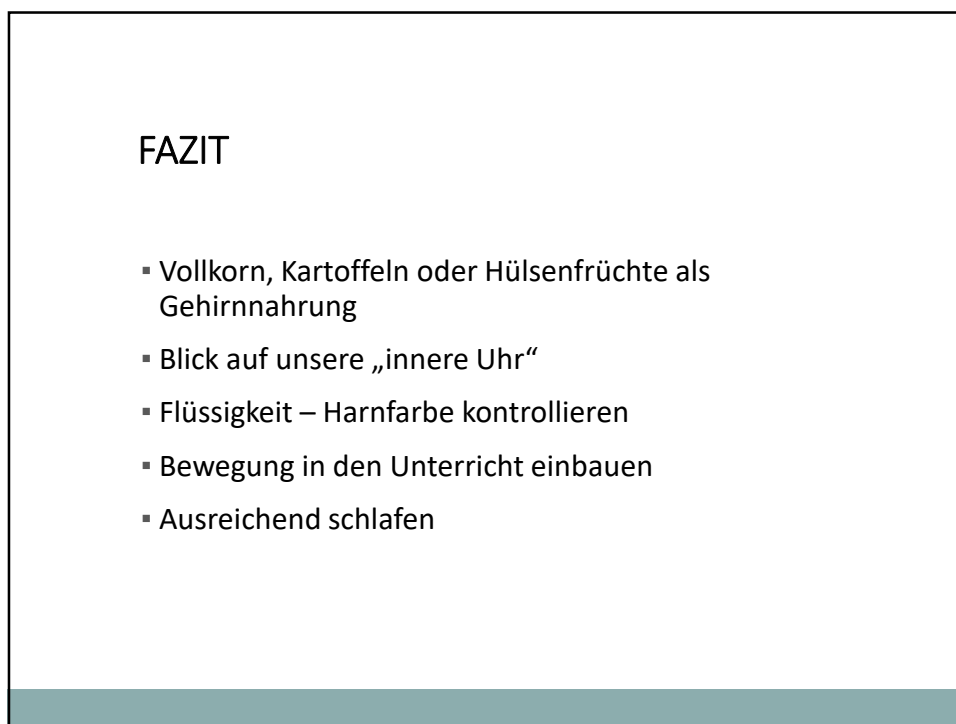 FAZIT
▪ Vollkorn, Kartoffeln oder Hülsenfrüchte als
Gehirnnahrung
▪ Blick auf unsere „innere Uhr“
▪ Flüssigkeit – Harnfarbe kontrollieren
▪ Bewegung in den Unterricht einbauen
▪ Ausreichend schlafen